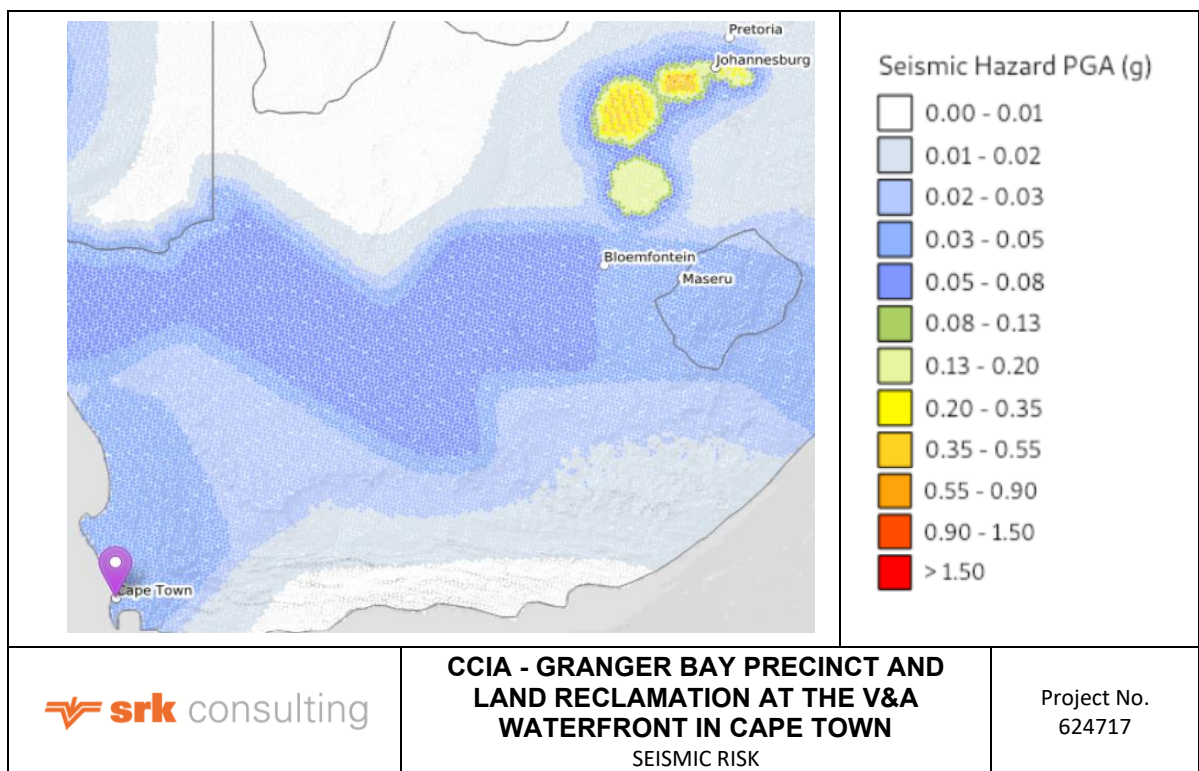 Pretoria
Johannesburg
Bloemfontein
Maseru
Cape Town
Seismic Hazard PGA (g)
0.00 - 0.01
0.01 - 0.02
0.02 - 0.03
0.03 - 0.05
0.05 - 0.08
0.08 - 0.13
0.13 - 0.20
0.20 - 0.35
0.35 - 0.55
0.55 - 0.90
0.90 - 1.50
> 1.50
srk consulting
CCIA - GRANGER BAY PRECINCT AND
LAND RECLAMATION AT THE V&A
WATERFRONT IN CAPE TOWN
SEISMIC RISK
Project No.
624717